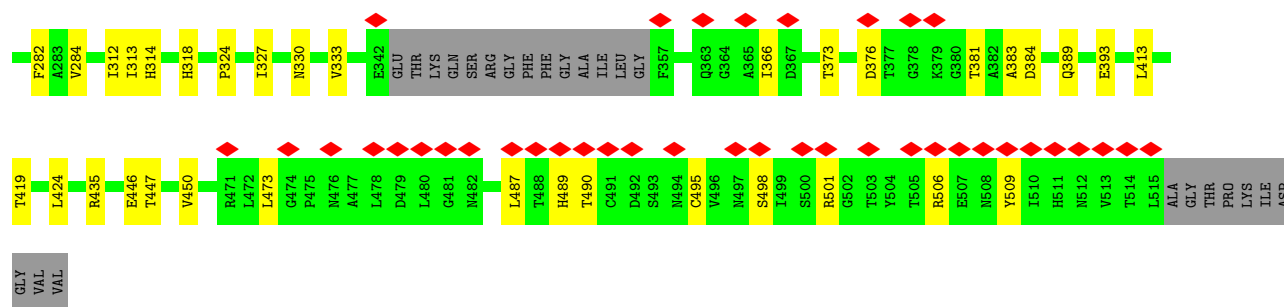 F282 A283 V284 I312 I313 H314 H318 P324 I327 N330 V333 E342 GLU THR LYS GLN SER ARG GLY PHE PHE GLY ALA ILE LEU GLY F357 Q363 G364 A365 I366 D367 T373 D376 T377 G378 K379 G380 T381 A382 A383 D384 Q389 E393 L413
T419 L424 R435 E446 T447 V450 R471 L472 L473 G474 P475 N476 A477 L478 D479 L480 G481 N482 L487 T488 H489 T490 C491 D492 S493 N494 C495 V496 N497 S498 I499 S500 R501 G502 T503 Y504 T505 R506 E507 N508 Y509 I510 H511 N512 V513 T514 L515 ALA GLY THR PRO LYS ILE ASP
GLY VAL VAL